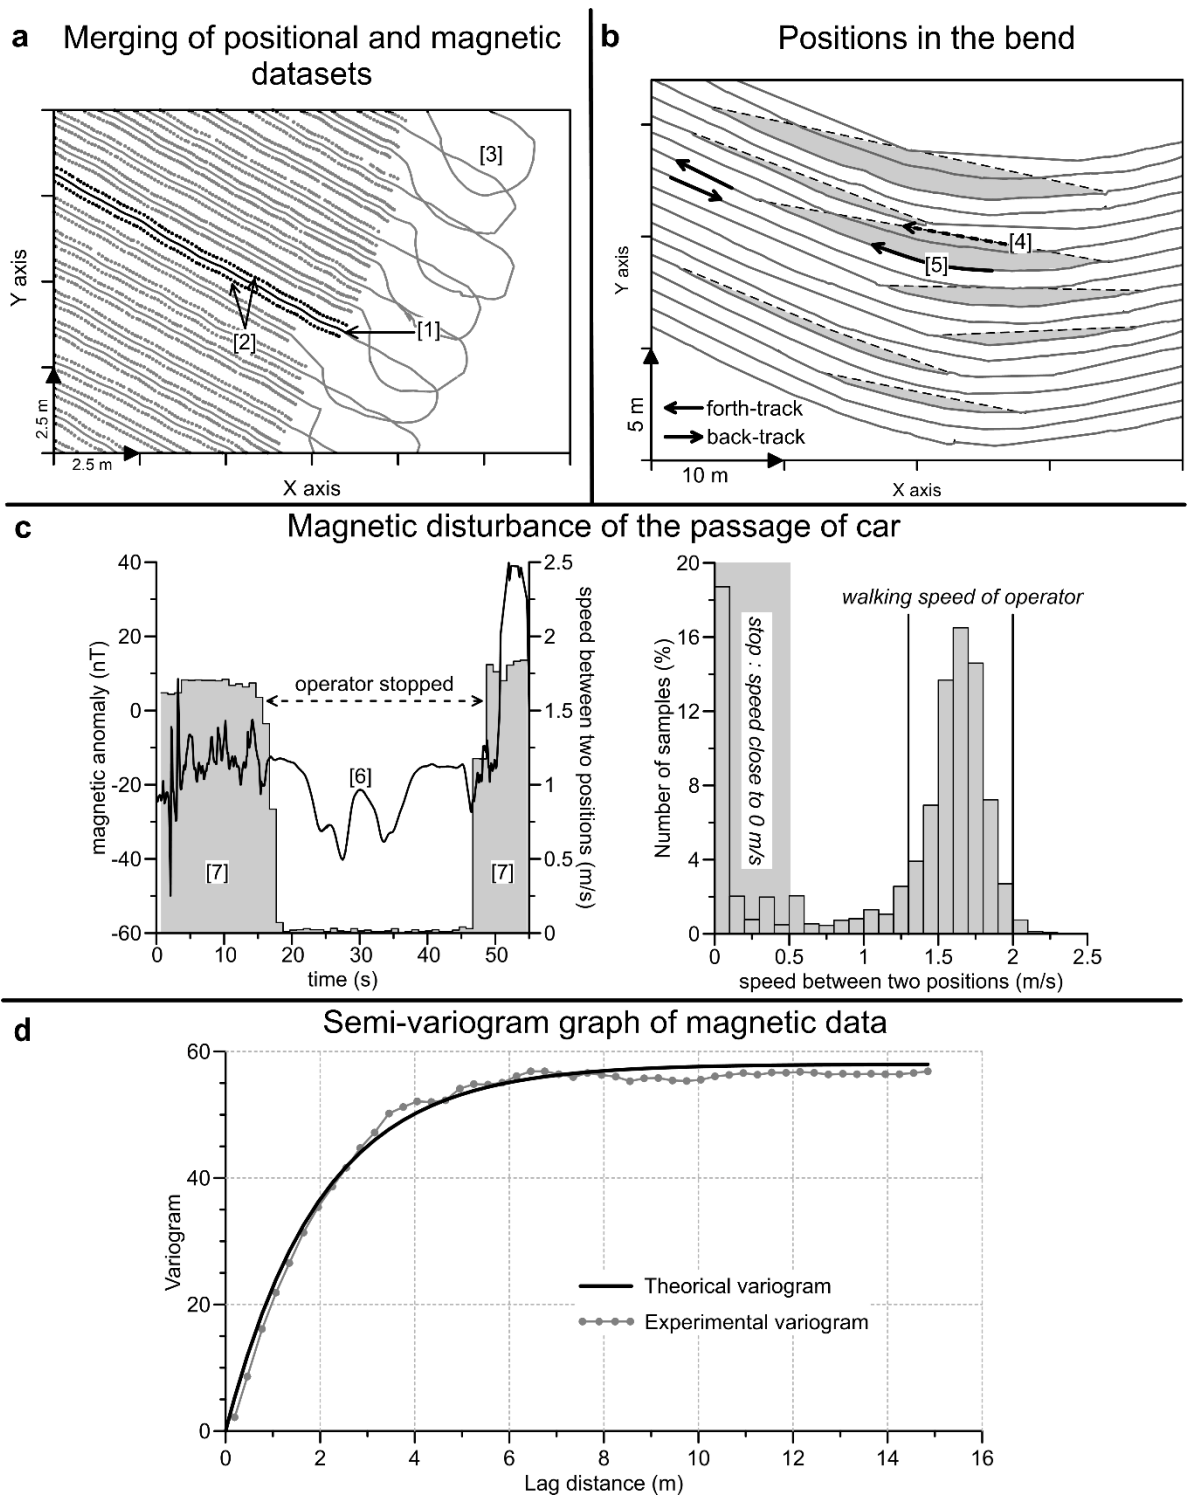 a
Merging of positional and magnetic
datasets
[3]
[1]
[2]
Y axis
2.5 m
2.5 m
X axis
b
Positions in the bend
[4]
[5]
forth-track
back-track
Y axis
5 m
10 m
X axis
c
Magnetic disturbance of the passage of car
magnetic anomaly (nT)
40
20
0
-20
-40
-60
operator stopped
[6]
[7]
[7]
2.5
2
1.5
1
0.5
0
speed between two positions (m/s)
0
10
20
30
40
50
time (s)
Number of samples (%)
20
16
12
8
4
0
walking speed of operator
stop : speed close to 0 m/s
0
0.5
1
1.5
2
2.5
speed between two positions (m/s)
d
Semi-variogram graph of magnetic data
Variogram
60
40
20
0
Theorical variogram
Experimental variogram
0
2
4
6
8
10
12
14
16
Lag distance (m)